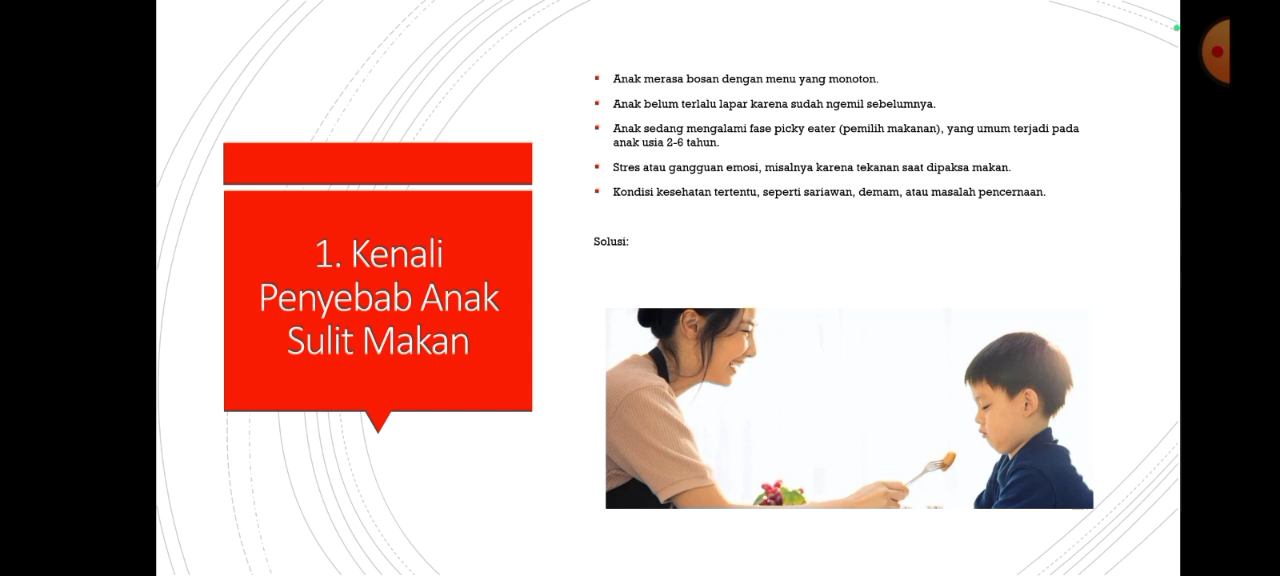 1. Kenali
Penyebab Anak
Sulit Makan
Anak merasa bosan dengan menu yang monoton.
Anak belum terlalu lapar karena sudah ngemil sebelumnya.
Anak sedang mengalami fase picky eater (pemilih makanan), yang umum terjadi pada
anak usia 2-6 tahun.
Stres atau gangguan emosi, misalnya karena tekanan saat dipaksa makan.
Kondisi kesehatan tertentu, seperti sariawan, demam, atau masalah pencernaan.
Solusi: